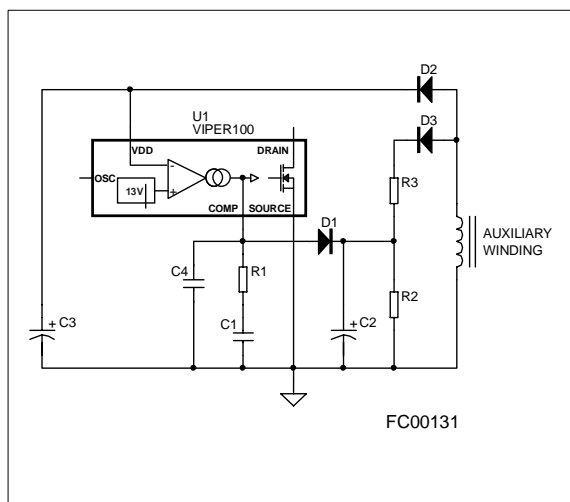 D2
D3
U1
VIPER100
VDD
DRAIN
OSC
-
13V
+
COMP SOURCE
R3
D1
AUXILIARY
WINDING
C4
R1
R2
+
C3
C1
+
C2
FC00131